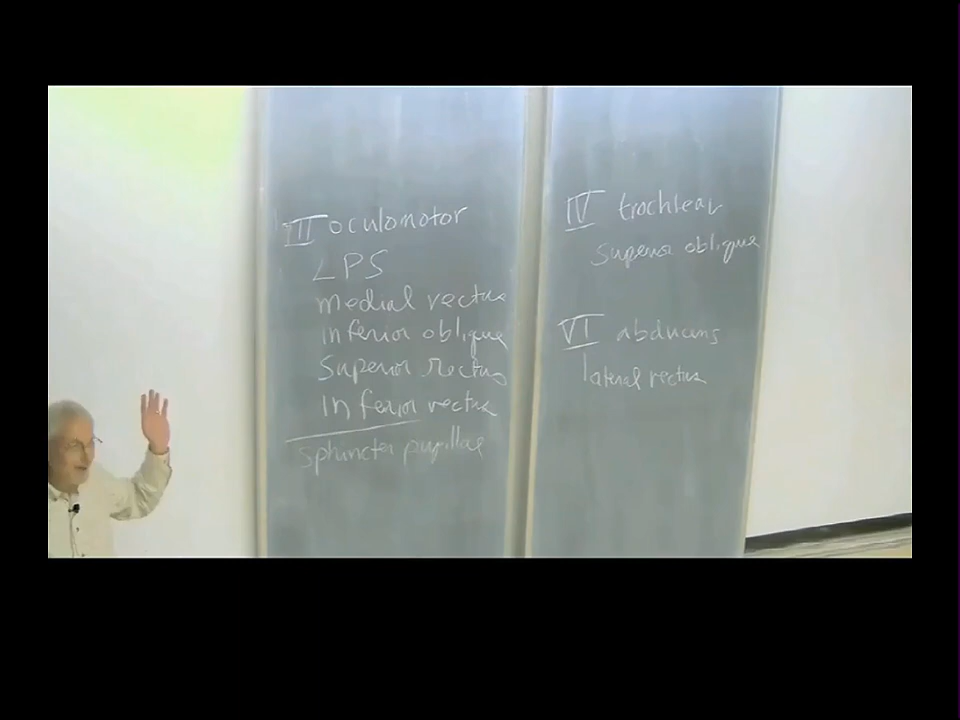 III oculomotor
LPS
medial rectus
inferior oblique
Superior rectus
Inferior rectus
sphincter pupillae
IV trochlear
superior oblique
VI abducens
lateral rectus